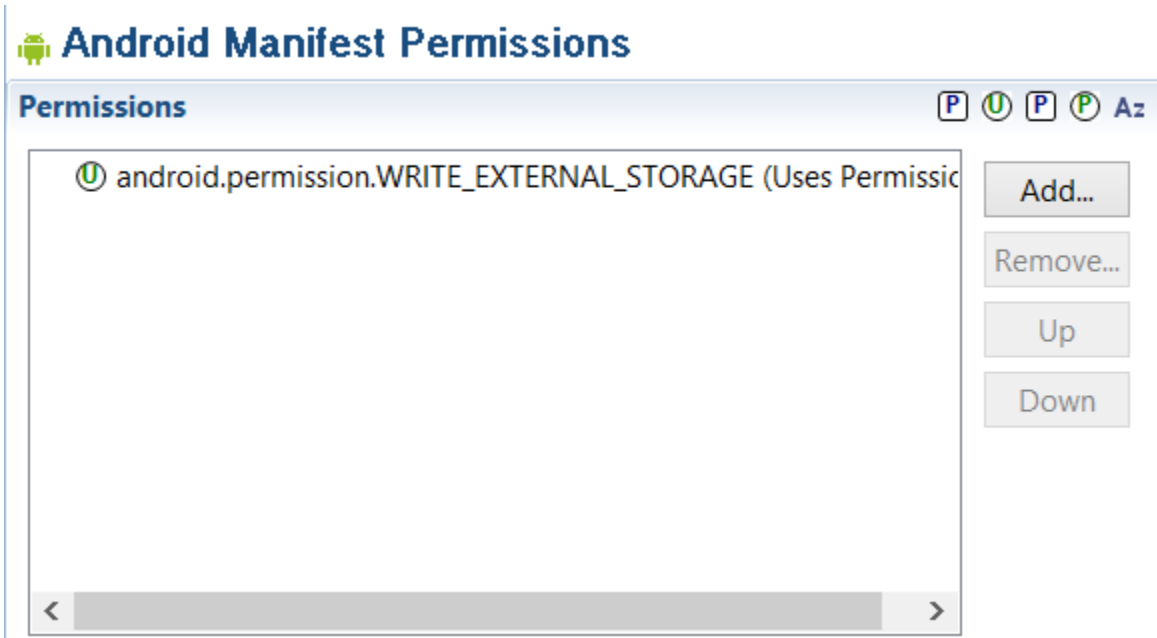 Android Manifest Permissions
Permissions P U P P Az
U android.permission.WRITE_EXTERNAL_STORAGE (Uses Permissic
Add...
Remove...
Up
Down